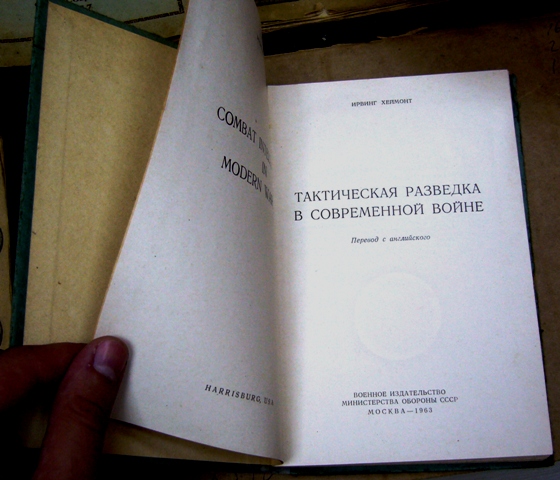 COMBAT
IN
MODERN
HARRISBURG, USA
ИРВИНГ ХЕЙМОНТ
ТАКТИЧЕСКАЯ РАЗВЕДКА
В СОВРЕМЕННОЙ ВОЙНЕ
Перевод с английского
ВОЕННОЕ ИЗДАТЕЛЬСТВО
МИНИСТЕРСТВА ОБОРОНЫ СССР
МОСКВА—1963